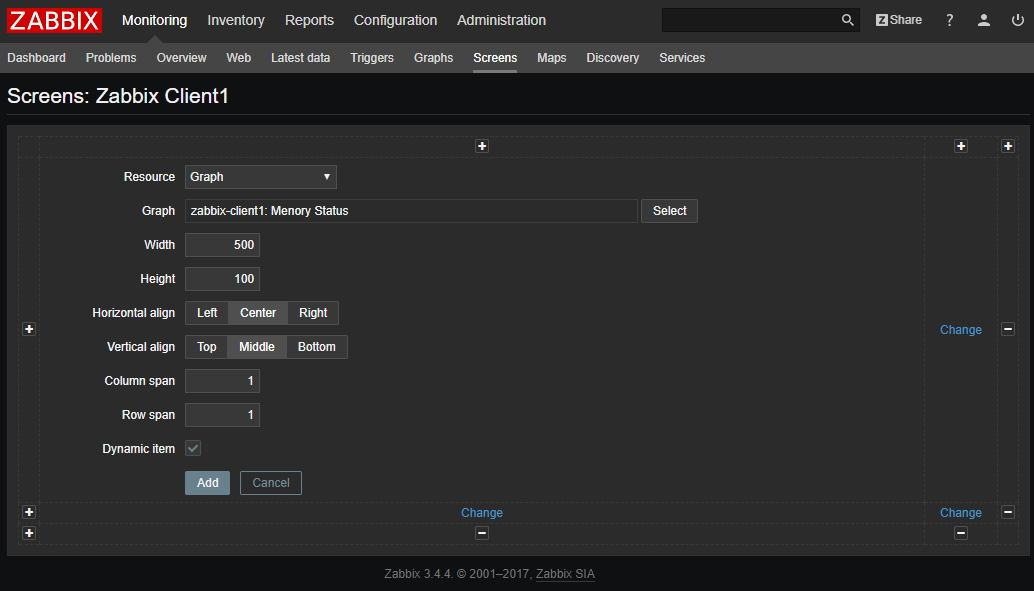 ZABBIX Monitoring Inventory Reports Configuration Administration Z Share ?
Dashboard Problems Overview Web Latest data Triggers Graphs Screens Maps Discovery Services
Screens: Zabbix Client1
Resource Graph
Graph zabbix-client1: Menory Status Select
Width 500
Height 100
Horizontal align Left Center Right
Change
Vertical align Top Middle Bottom
Column span 1
Row span 1
Dynamic item
Add Cancel
Change Change
Zabbix 3.4.4. © 2001–2017, Zabbix SIA